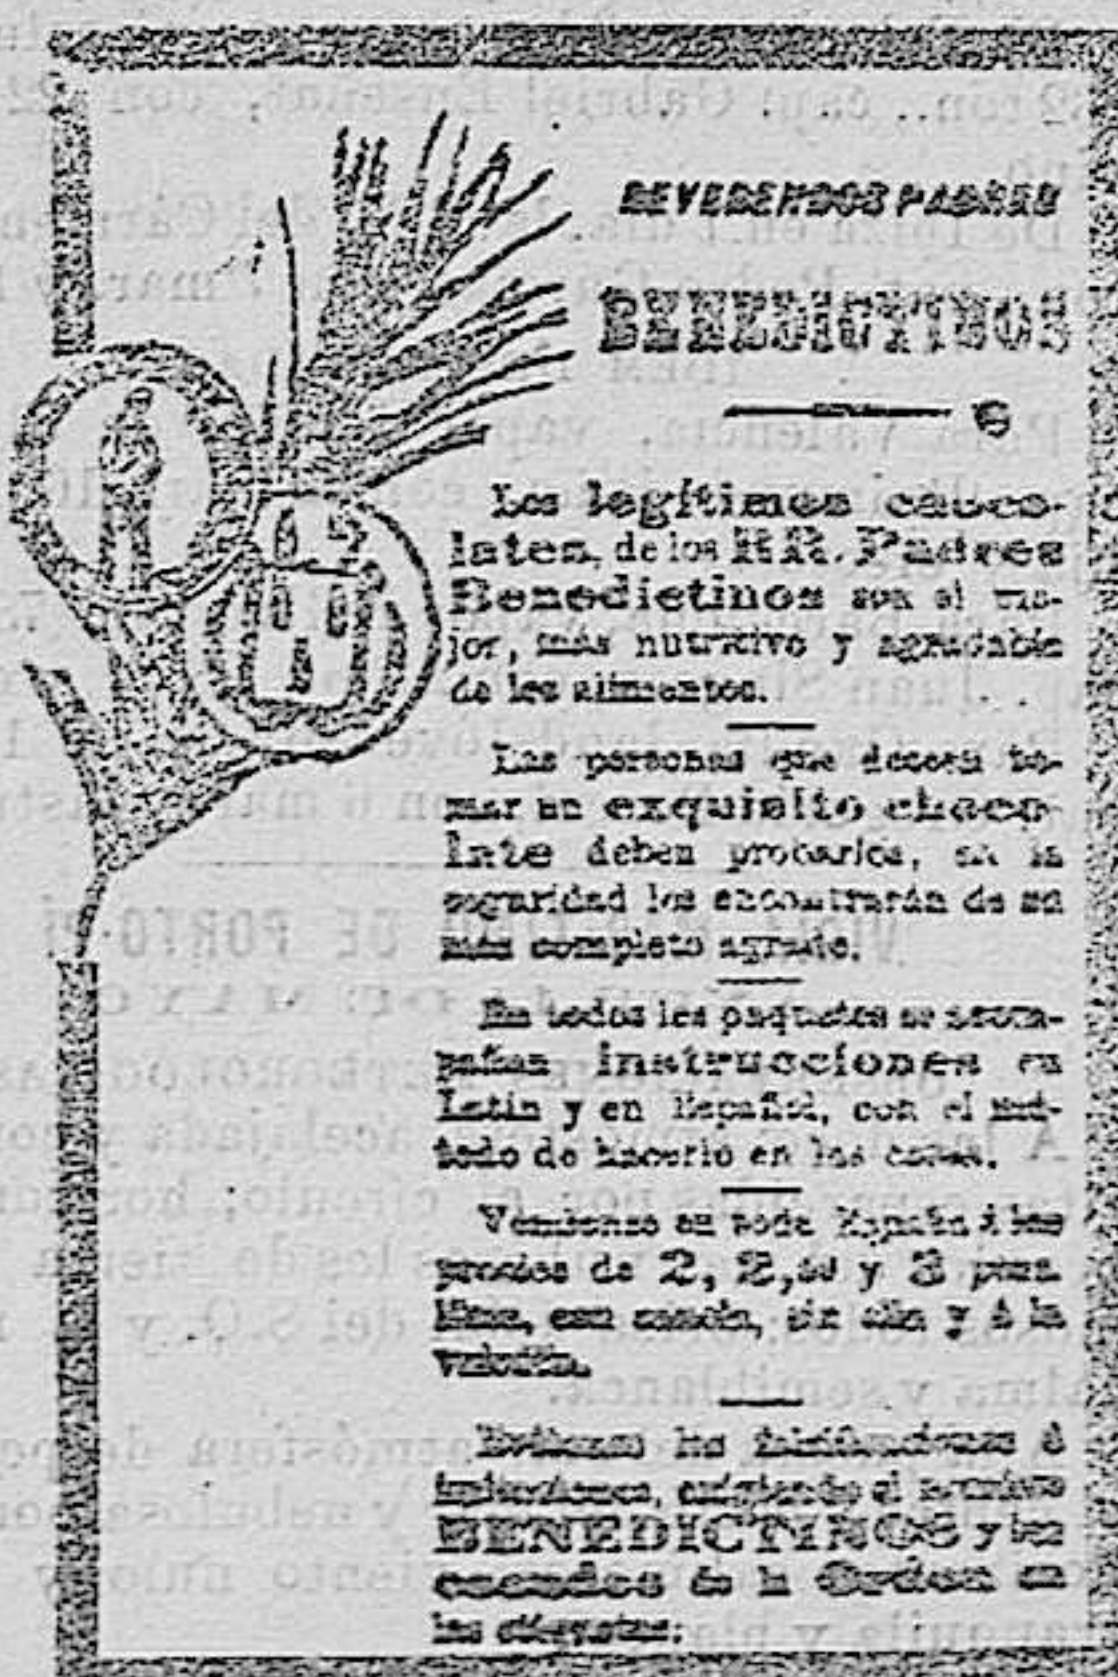 REVERENDOS PADRES
BENEDICTINOS
Los legítimos choco-
lates, de los RR. Padres
Benedictinos son el me-
jor, más nutritivo y agradable
de los alimentos.
Las personas que deseen to-
mar un exquisito choco-
late deben probarlos, en la
seguridad los encontrarán de su
más completo agrado.
En todos los paquetes se acom-
pañan instrucciones en
Latín y en Español, con el mé-
todo de hacerlo en las casas.
Véndense en toda España á los
precios de 2, 2,50 y 3 pese-
tas, con canela, sin ella y á la
vainilla.
Evítense las falsificaciones é
imitaciones, exigiendo el nombre
BENEDICTINOS y los
escudos de la Orden en
las etiquetas.